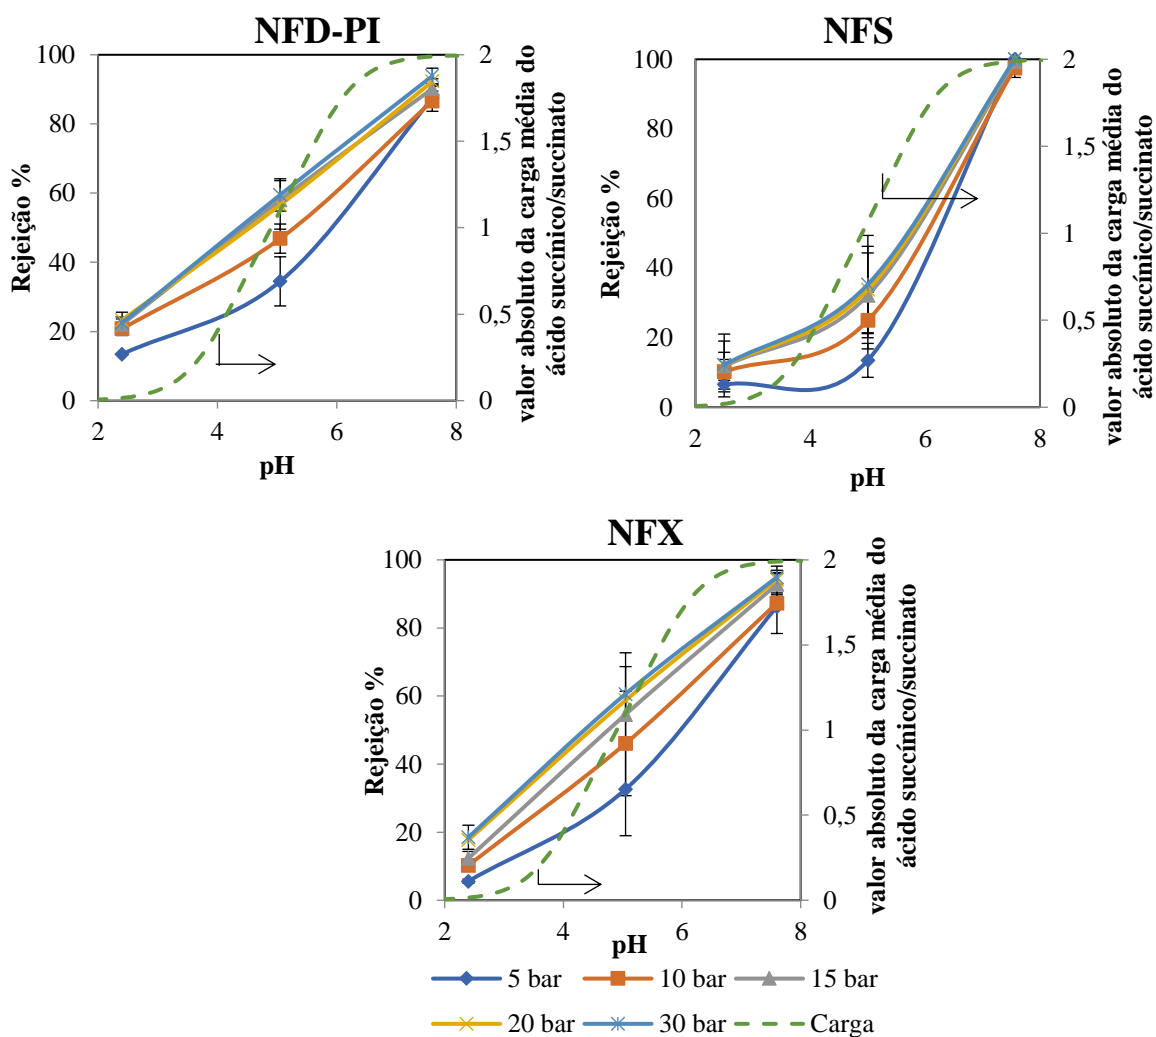 NFD-PI
100
80
60
40
20
0
Rejeição %
2
4
6
8
pH
2
1,5
1
0,5
0
valor absoluto da carga média do
ácido succínico/succinato
NFS
100
80
60
40
20
0
Rejeição %
2
4
6
8
pH
2
1,5
1
0,5
0
valor absoluto da carga média do
ácido succínico/succinato
NFX
100
80
60
40
20
0
Rejeição %
2
4
6
8
pH
2
1,5
1
0,5
0
valor absoluto da carga média do
ácido succínico/succinato
5 bar 10 bar 15 bar
20 bar 30 bar Carga